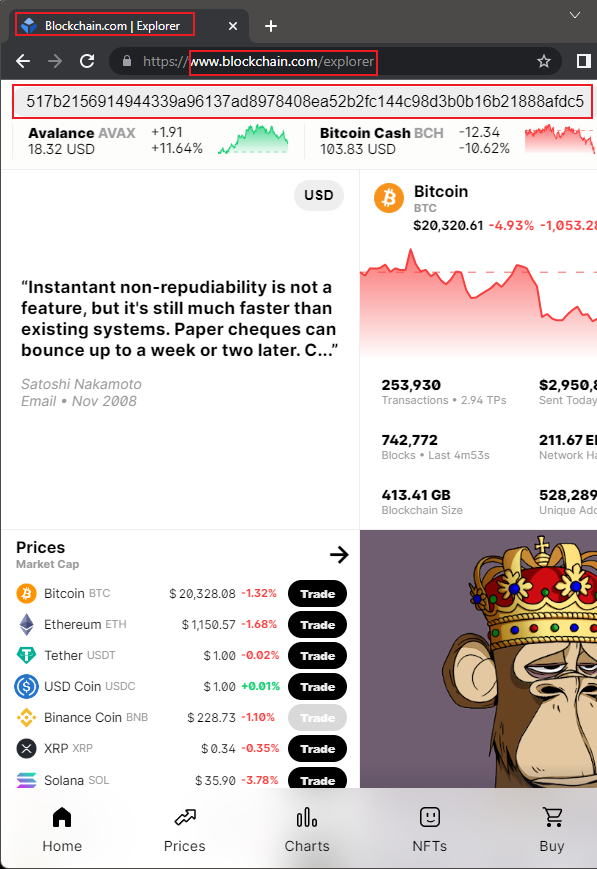 Blockchain.com | Explorer
https://www.blockchain.com/explorer
517b2156914944339a96137ad8978408ea52b2fc144c98d3b0b16b21888afdc5
Avalance AVAX +1.91
18.32 USD +11.64%
Bitcoin Cash BCH -12.34
103.83 USD -10.62%
USD
“Instantant non-repudiability is not a
feature, but it's still much faster than
existing systems. Paper cheques can
bounce up to a week or two later. C...”
Satoshi Nakamoto
Email • Nov 2008
Bitcoin
BTC
$20,320.61 -4.93% -1,053.28
253,930
Transactions • 2.94 TPs
$2,950,8
Sent Today
742,772
Blocks • Last 4m53s
211.67 E
Network Ha
413.41 GB
Blockchain Size
528,289
Unique Add
Prices
Market Cap
Bitcoin BTC $ 20,328.08 -1.32% Trade
Ethereum ETH $ 1,150.57 -1.68% Trade
Tether USDT $ 1.00 -0.02% Trade
USD Coin USDC $ 1.00 +0.01% Trade
Binance Coin BNB $ 228.73 -1.10% Trade
XRP XRP $ 0.34 -0.35% Trade
Solana SOL $ 35.90 -3.78% Trade
Home Prices Charts NFTs Buy